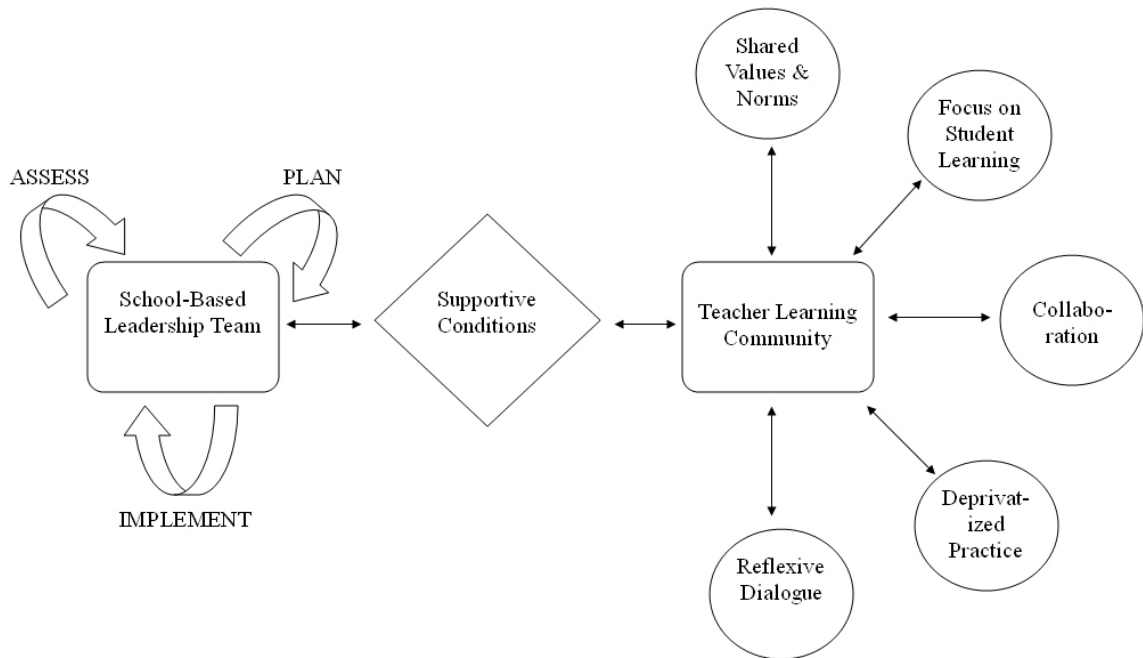 ASSESS
PLAN
School-Based
Leadership Team
IMPLEMENT
Supportive
Conditions
Teacher Learning
Community
Shared
Values &
Norms
Focus on
Student
Learning
Collabo-
ration
Deprivat-
ized
Practice
Reflexive
Dialogue